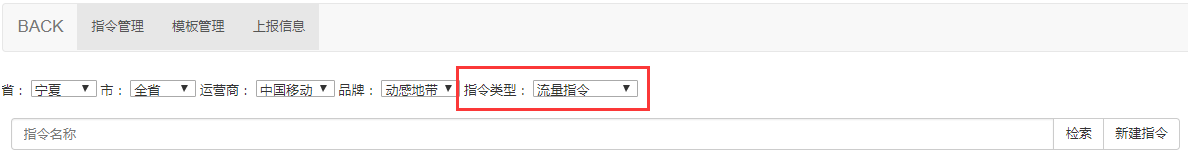 BACK 指令管理 模板管理 上报信息
省： 宁夏 市： 全省 运营商： 中国移动 品牌： 动感地带 指令类型： 流量指令
指令名称 检索 新建指令